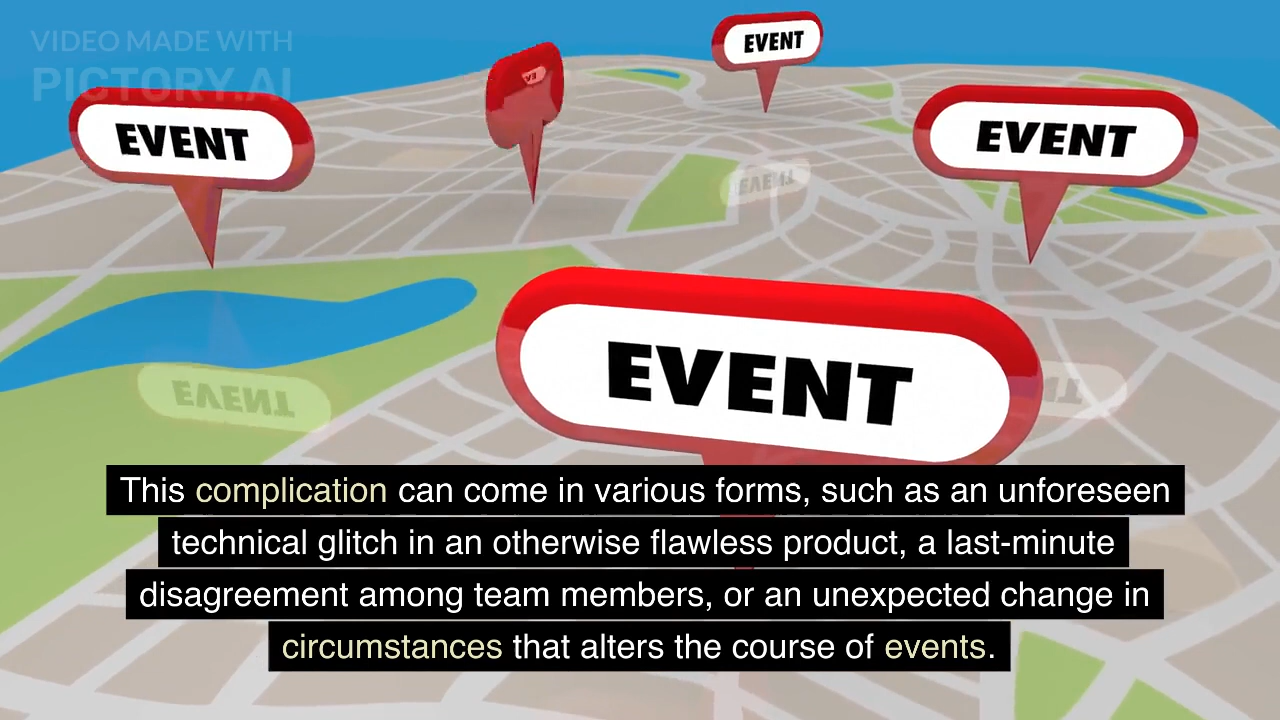 VIDEO MADE WITH
PICTORY.AI
EVENT
EVENT
EVENT
EVENT
EVENT
EVENT
This complication can come in various forms, such as an unforeseen
technical glitch in an otherwise flawless product, a last-minute
disagreement among team members, or an unexpected change in
circumstances that alters the course of events.